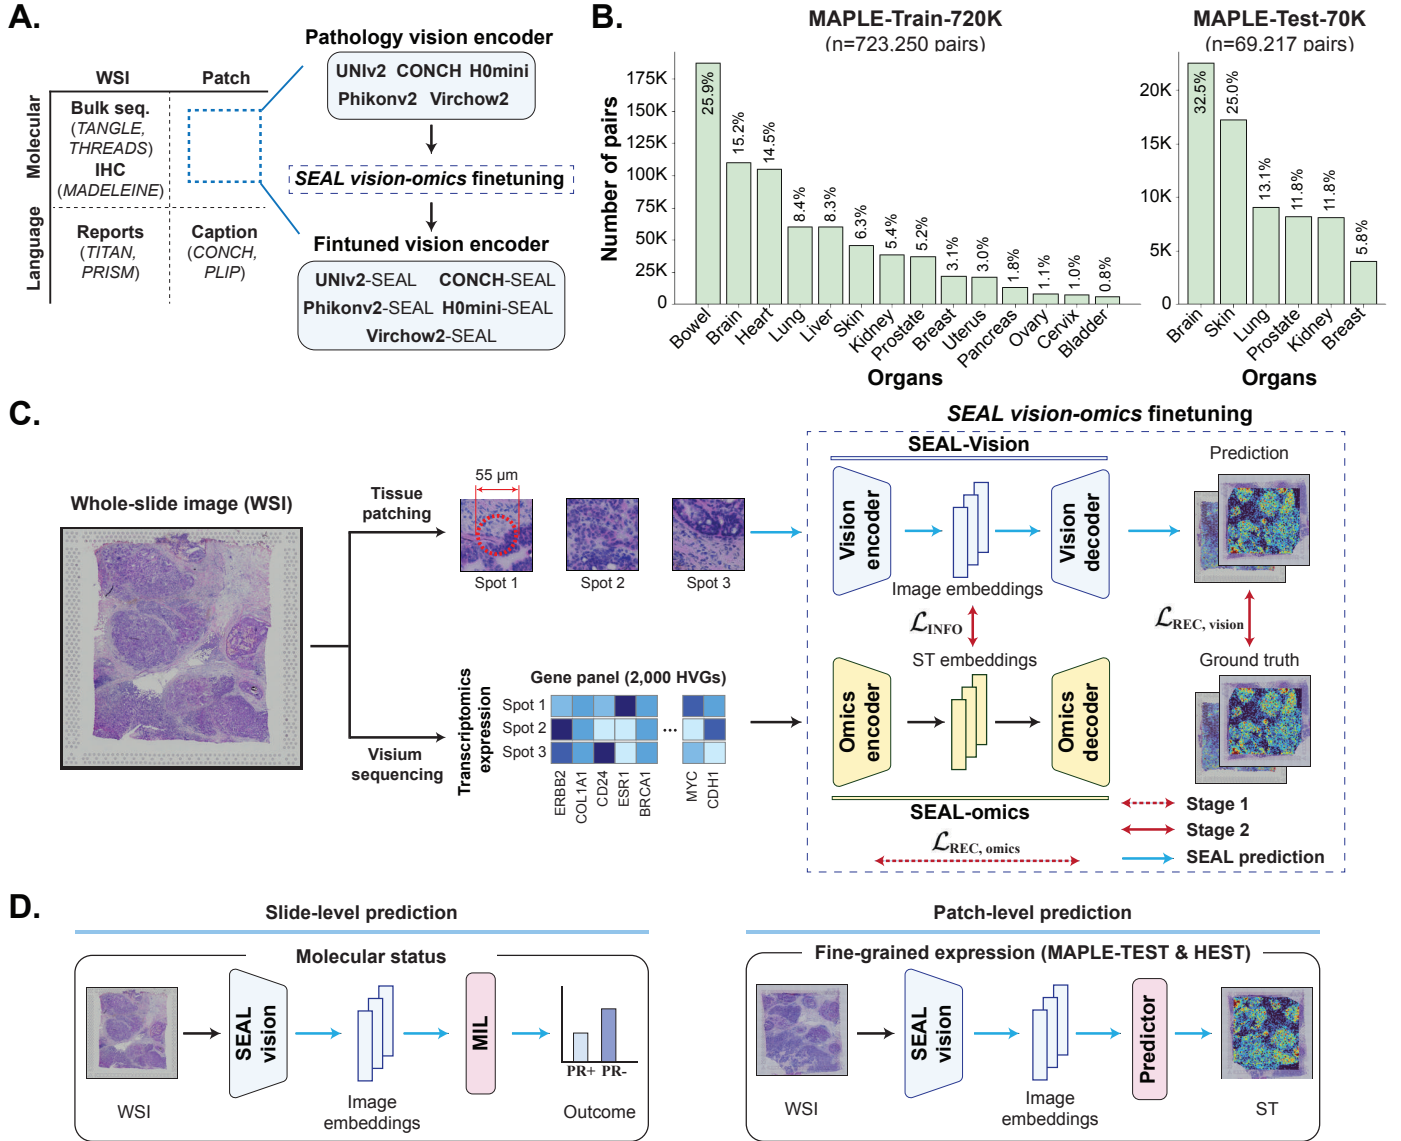 A.
WSI
Patch
Molecular
Bulk seq.
(TANGLE,
THREADS)
IHC
(MADELEINE)
Language
Reports
(TITAN,
PRISM)
Caption
(CONCH,
PLIP)
Pathology vision encoder
UNIv2 CONCH H0mini
Phikonv2 Virchow2
SEAL vision-omics finetuning
Fintuned vision encoder
UNIv2-SEAL CONCH-SEAL
Phikonv2-SEAL H0mini-SEAL
Virchow2-SEAL
B.
MAPLE-Train-720K
(n=723,250 pairs)
Number of pairs
175K
150K
125K
100K
75K
50K
25K
0
25.9%
15.2%
14.5%
8.4%
8.3%
6.3%
5.4%
5.2%
3.1%
3.0%
1.8%
1.1%
1.0%
0.8%
Bowel
Brain
Heart
Lung
Liver
Skin
Kidney
Prostate
Breast
Uterus
Pancreas
Ovary
Cervix
Bladder
Organs
MAPLE-Test-70K
(n=69,217 pairs)
20K
15K
10K
5K
0
32.5%
25.0%
13.1%
11.8%
11.8%
5.8%
Brain
Skin
Lung
Prostate
Kidney
Breast
Organs
C.
Whole-slide image (WSI)
Tissue
patching
55 µm
Spot 1
Spot 2
Spot 3
Visium
sequencing
Transcriptomics
expression
Gene panel (2,000 HVGs)
Spot 1
Spot 2
Spot 3
...
ERBB2
COL1A1
CD24
ESR1
BRCA1
MYC
CDH1
SEAL vision-omics finetuning
SEAL-Vision
Vision
encoder
Image embeddings
Vision
decoder
Prediction
ℒINFO
ℒREC, vision
ST embeddings
Ground truth
Omics
encoder
Omics
decoder
SEAL-omics
ℒREC, omics
Stage 1
Stage 2
SEAL prediction
D.
Slide-level prediction
Molecular status
WSI
SEAL
vision
Image
embeddings
MIL
PR+ PR-
Outcome
Patch-level prediction
Fine-grained expression (MAPLE-TEST & HEST)
WSI
SEAL
vision
Image
embeddings
Predictor
ST